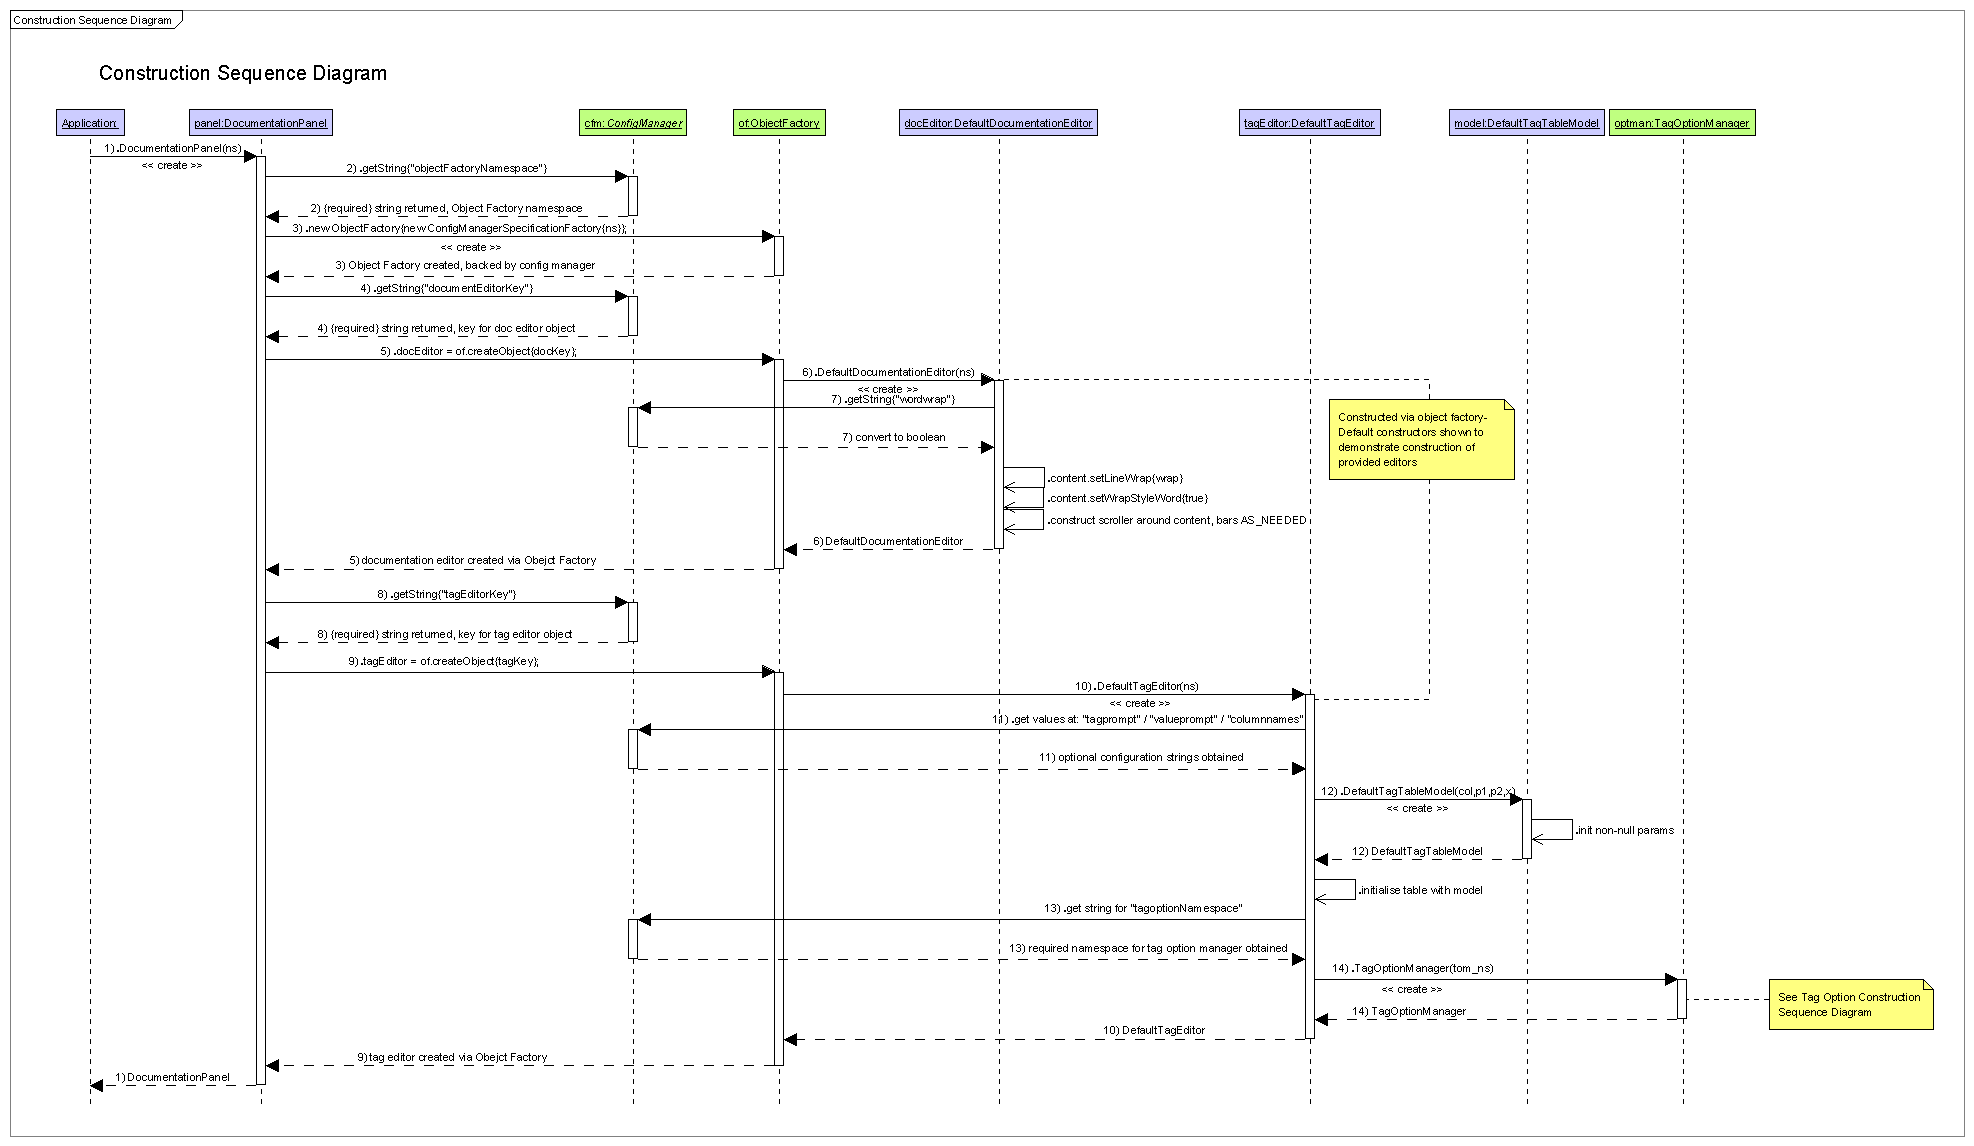 Construction Sequence Diagram
Construction Sequence Diagram
Application:
panel:DocumentationPanel
cfm: ConfigManager
of:ObjectFactory
docEditor:DefaultDocumentationEditor
tagEditor:DefaultTagEditor
model:DefaultTagTableModel
optman:TagOptionManager
1) .DocumentationPanel(ns)
<< create >>
2) .getString{"objectFactoryNamespace"}
2) {required} string returned, Object Factory namespace
3) .new ObjectFactory{new ConfigManagerSpecificationFactory{ns}};
<< create >>
3) Object Factory created, backed by config manager
4) .getString{"documentEditorKey"}
4) {required} string returned, key for doc editor object
5) .docEditor = of.createObject{docKey};
6) .DefaultDocumentationEditor(ns)
<< create >>
7) .getString{"wordwrap"}
Constructed via object factory-
Default constructors shown to
demonstrate construction of
provided editors
7) convert to boolean
.content.setLineWrap{wrap}
.content.setWrapStyleWord{true}
.construct scroller around content, bars AS_NEEDED
6) DefaultDocumentationEditor
5) documentation editor created via Obejct Factory
8) .getString{"tagEditorKey"}
8) {required} string returned, key for tag editor object
9) .tagEditor = of.createObject{tagKey};
10) .DefaultTagEditor(ns)
<< create >>
11) .get values at: "tagprompt" / "valueprompt" / "columnnames"
11) optional configuration strings obtained
12) .DefaultTagTableModel(col,p1,p2,x)
<< create >>
.init non-null params
12) DefaultTagTableModel
.initialise table with model
13) .get string for "tagoptionNamespace"
13) required namespace for tag option manager obtained
14) .TagOptionManager(tom_ns)
<< create >>
See Tag Option Construction
Sequence Diagram
14) TagOptionManager
10) DefaultTagEditor
9) tag editor created via Obejct Factory
1) DocumentationPanel